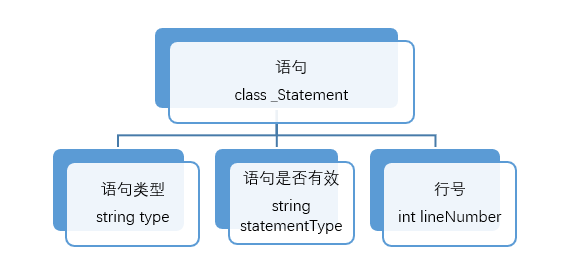 语句
class _Statement
语句类型
string type
语句是否有效
string
statementType
行号
int lineNumber